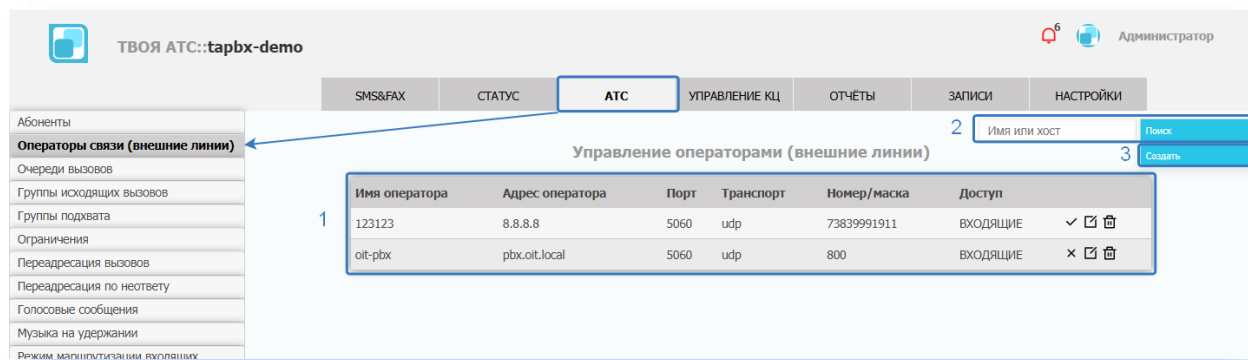 ТВОЯ АТС::tapbx-demo
6
Администратор
SMS&FAX СТАТУС АТС УПРАВЛЕНИЕ КЦ ОТЧЁТЫ ЗАПИСИ НАСТРОЙКИ
Абоненты
Операторы связи (внешние линии)
Очереди вызовов
Группы исходящих вызовов
Группы подхвата
Ограничения
Переадресация вызовов
Переадресация по неответу
Голосовые сообщения
Музыка на удержании
Режим маршрутизации входящих
2 Имя или хост Поиск
3 Создать
Управление операторами (внешние линии)
1
Имя оператора Адрес оператора Порт Транспорт Номер/маска Доступ
123123 8.8.8.8 5060 udp 73839991911 ВХОДЯЩИЕ
oit-pbx pbx.oit.local 5060 udp 800 ВХОДЯЩИЕ